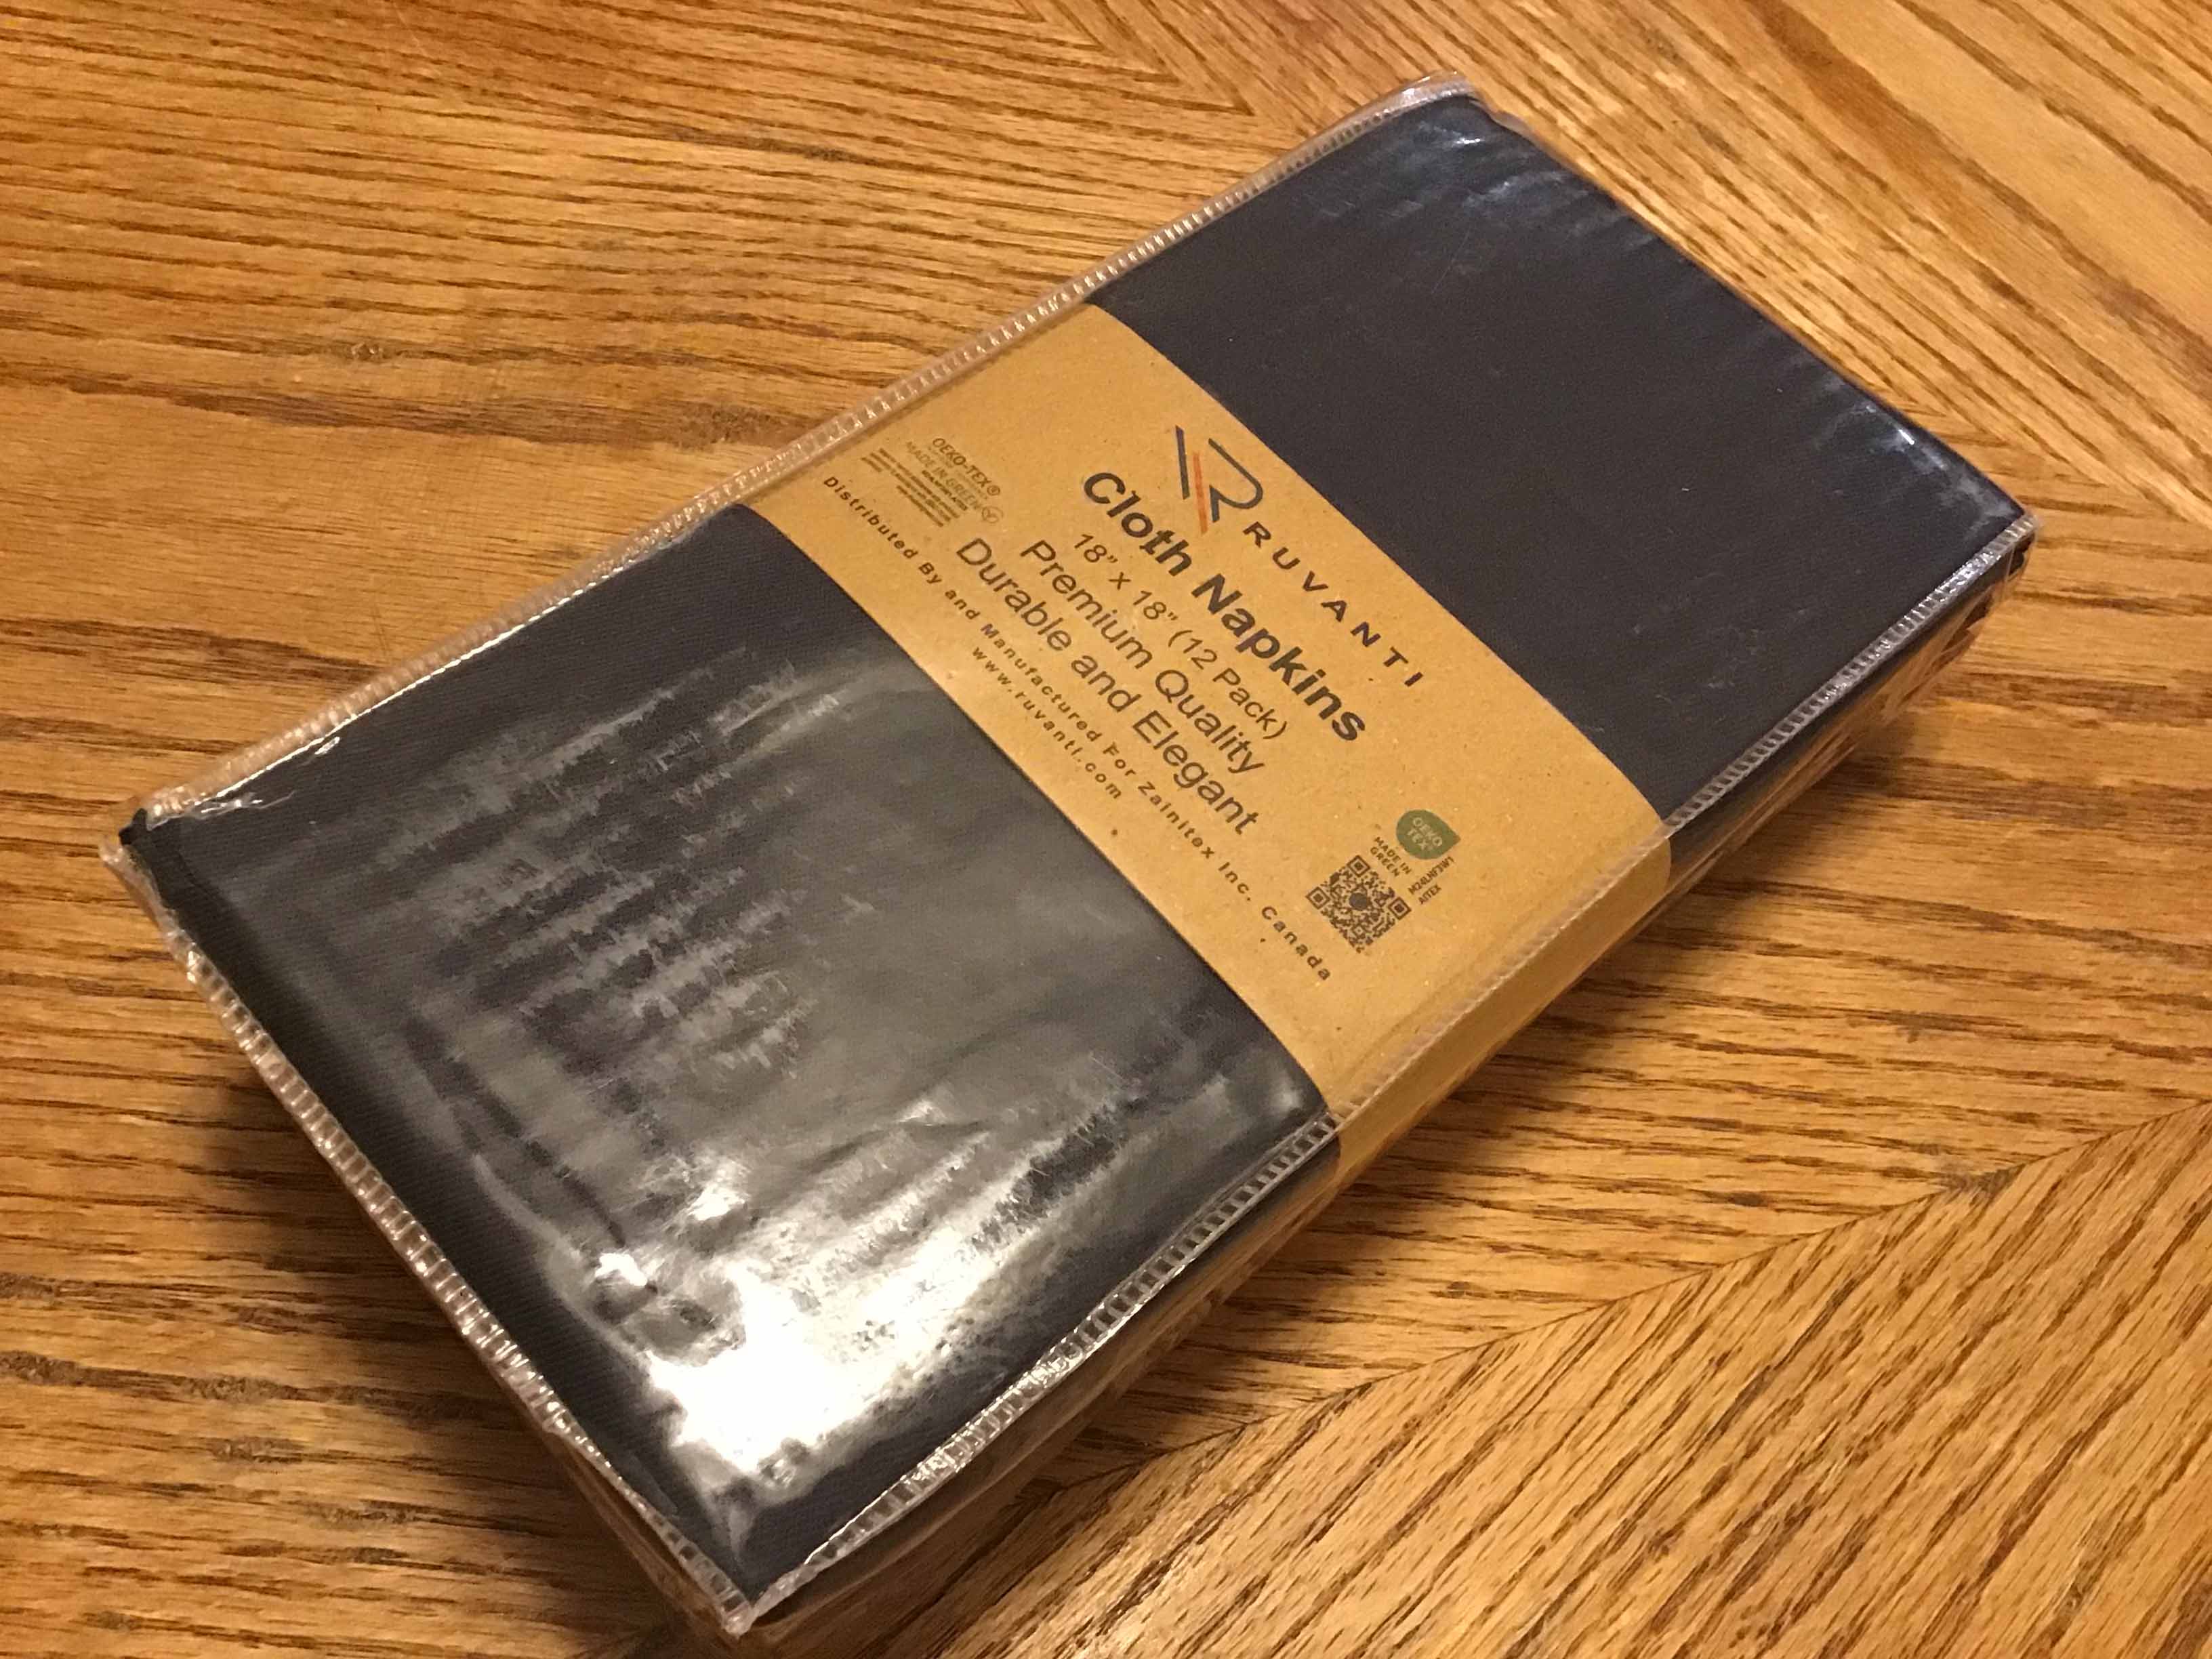 RUVANTI
Cloth Napkins
18” x 18” (12 Pack)
Premium Quality
Durable and Elegant
Distributed By and Manufactured For Zainitex Inc. Canada
www.ruvanti.com
OEKO-TEX®
MADE IN GREEN
OEKO
TEX®
MADE IN
GREEN
AITEX